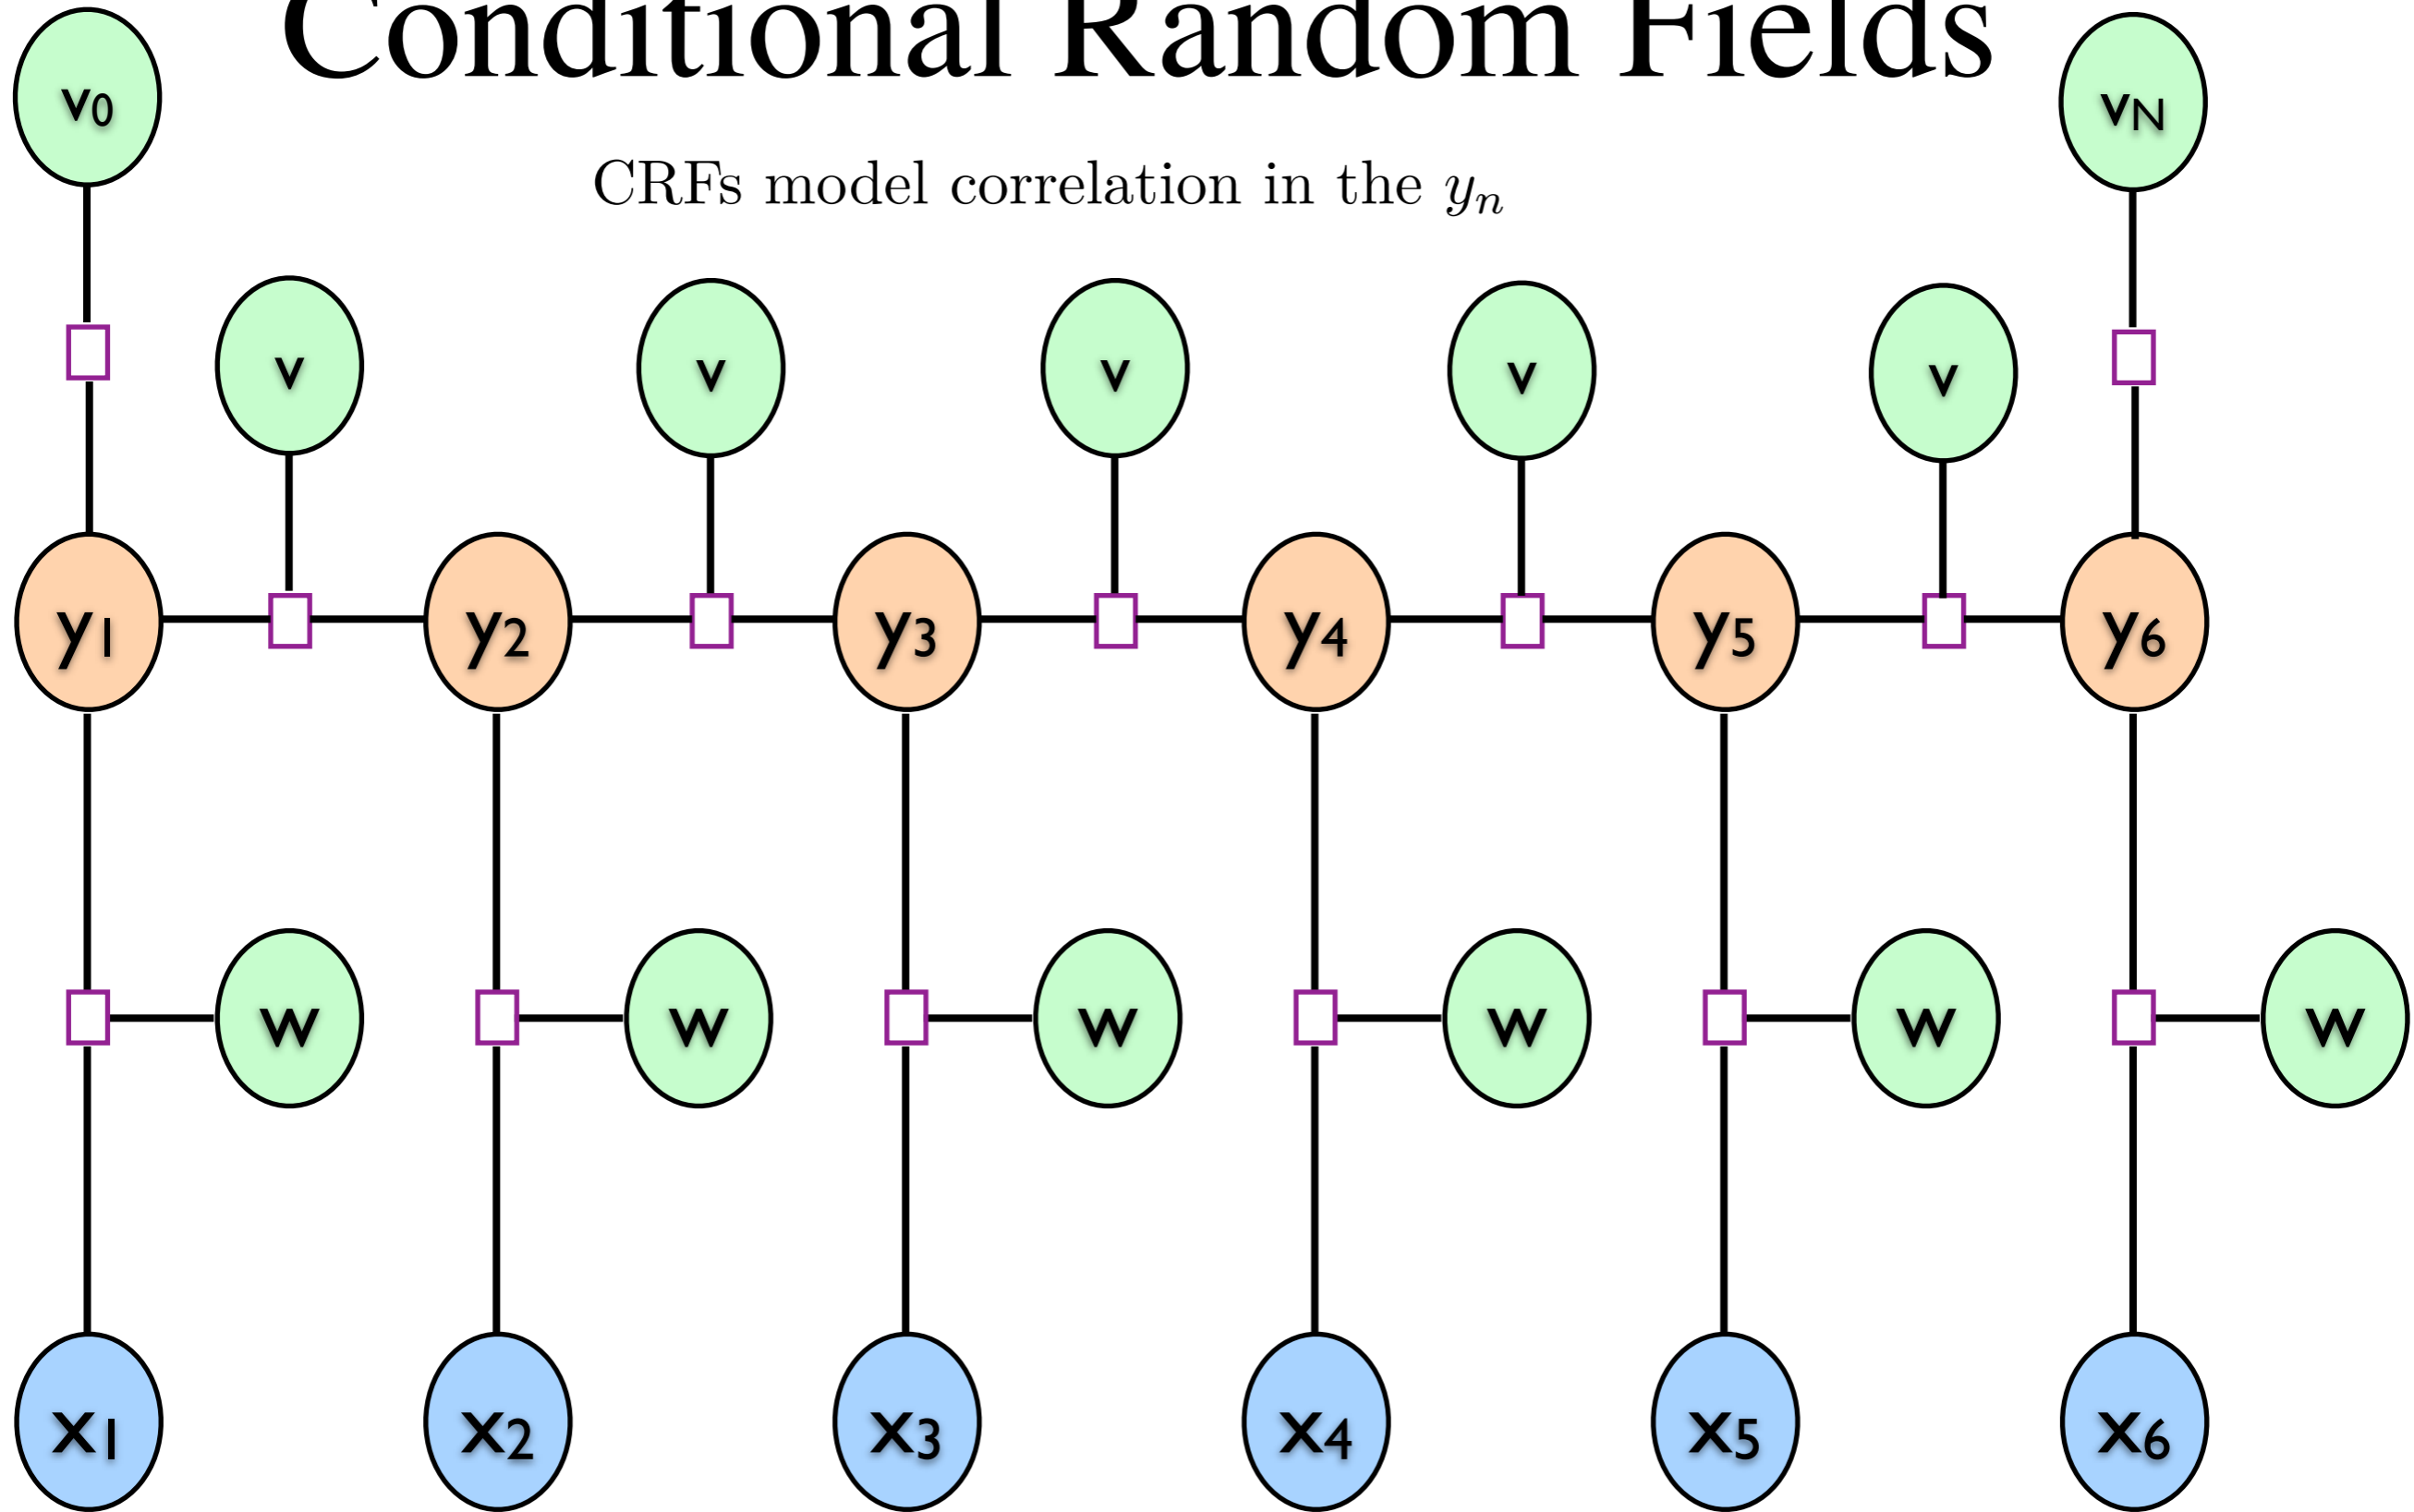 Conditional Random Fields
v0 vN
CRFs model correlation in the yn
v v v v v
y1 y2 y3 y4 y5 y6
w w w w w w
x1 x2 x3 x4 x5 x6